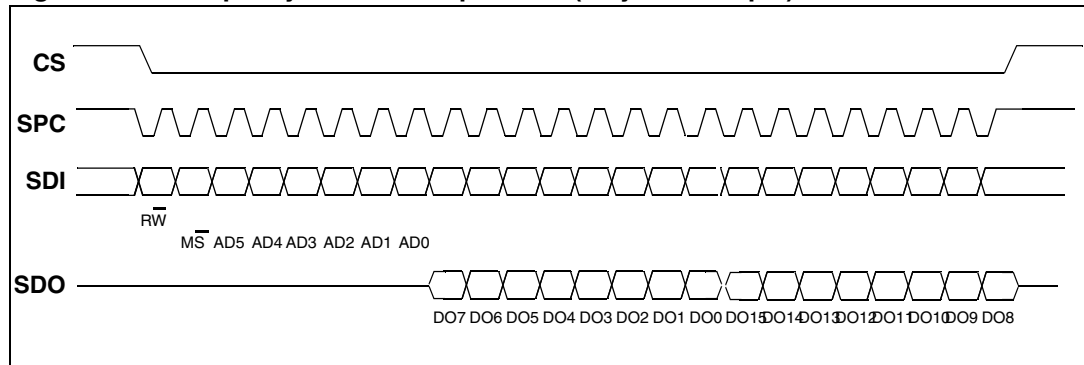 CS
SPC
SDI
RW
MS AD5 AD4 AD3 AD2 AD1 AD0
SDO
DO7 DO6 DO5 DO4 DO3 DO2 DO1 DO0 DO15 DO14 DO13 DO12 DO11 DO10 DO9 DO8